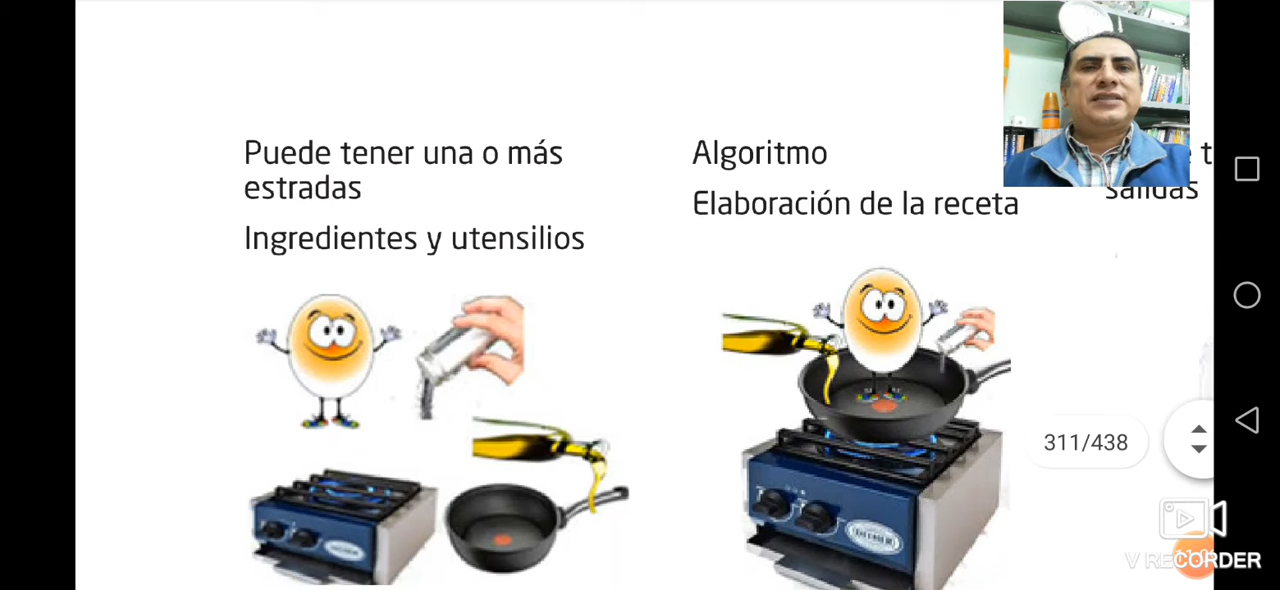 Puede tener una o más
estradas
Ingredientes y utensilios
Algoritmo
Elaboración de la receta
salidas
311/438
V RECORDER